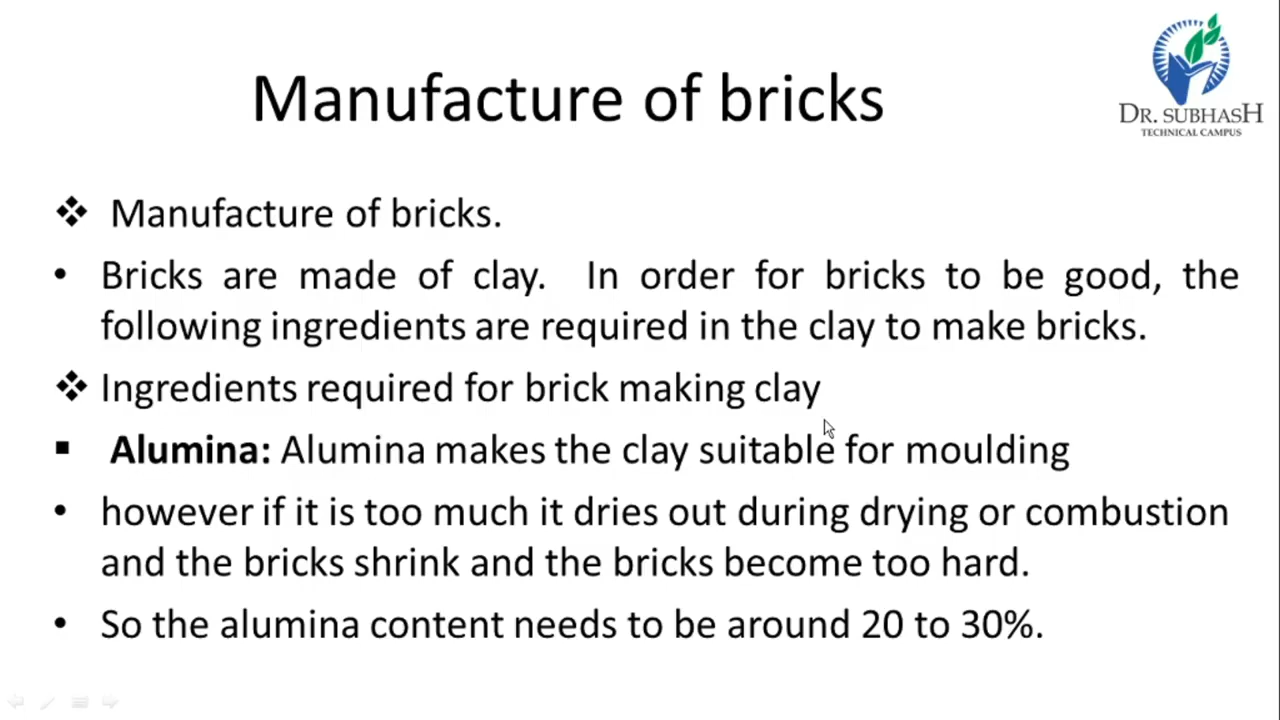 DR. SUBHASH
TECHNICAL CAMPUS
Manufacture of bricks
❖ Manufacture of bricks.
• Bricks are made of clay. In order for bricks to be good, the
following ingredients are required in the clay to make bricks.
❖ Ingredients required for brick making clay
▪ Alumina: Alumina makes the clay suitable for moulding
• however if it is too much it dries out during drying or combustion
and the bricks shrink and the bricks become too hard.
• So the alumina content needs to be around 20 to 30%.